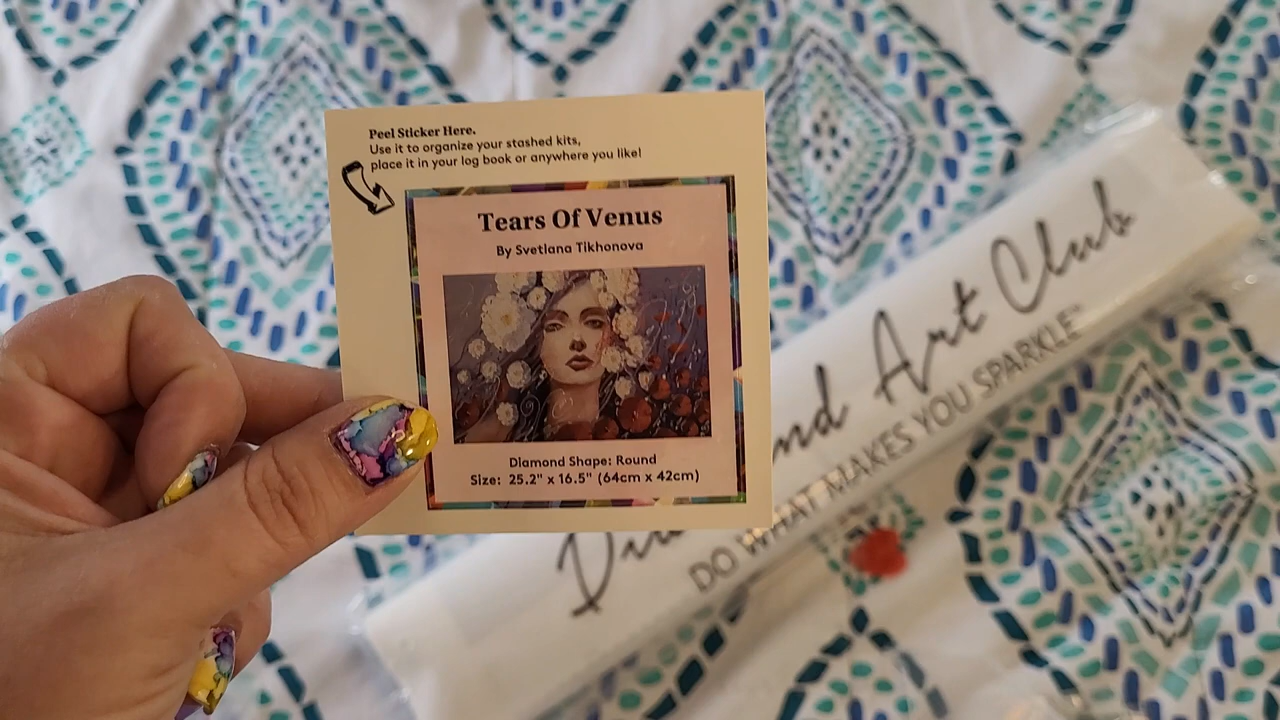 Peel Sticker Here.
Use it to organize your stashed kits,
place it in your log book or anywhere you like!
Tears Of Venus
By Svetlana Tikhonova
Diamond Shape: Round
Size: 25.2" x 16.5" (64cm x 42cm)
Art Club
DO WHAT MAKES YOU SPARKLE